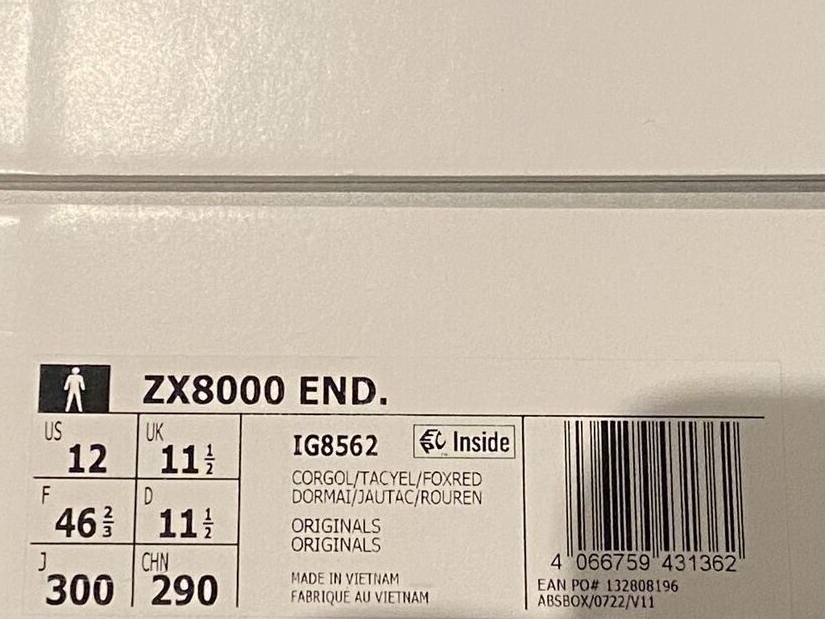 ZX8000 END.
US 12
UK 11 1/2
F 46 2/3
D 11 1/2
J 300
CHN 290
IG8562
Inside
CORGOL/TACYEL/FOXRED
DORMAI/JAUTAC/ROUREN
ORIGINALS
ORIGINALS
MADE IN VIETNAM
FABRIQUÉ AU VIETNAM
4 066759 431362
EAN PO# 132808196
ABSBOX/0722/V11